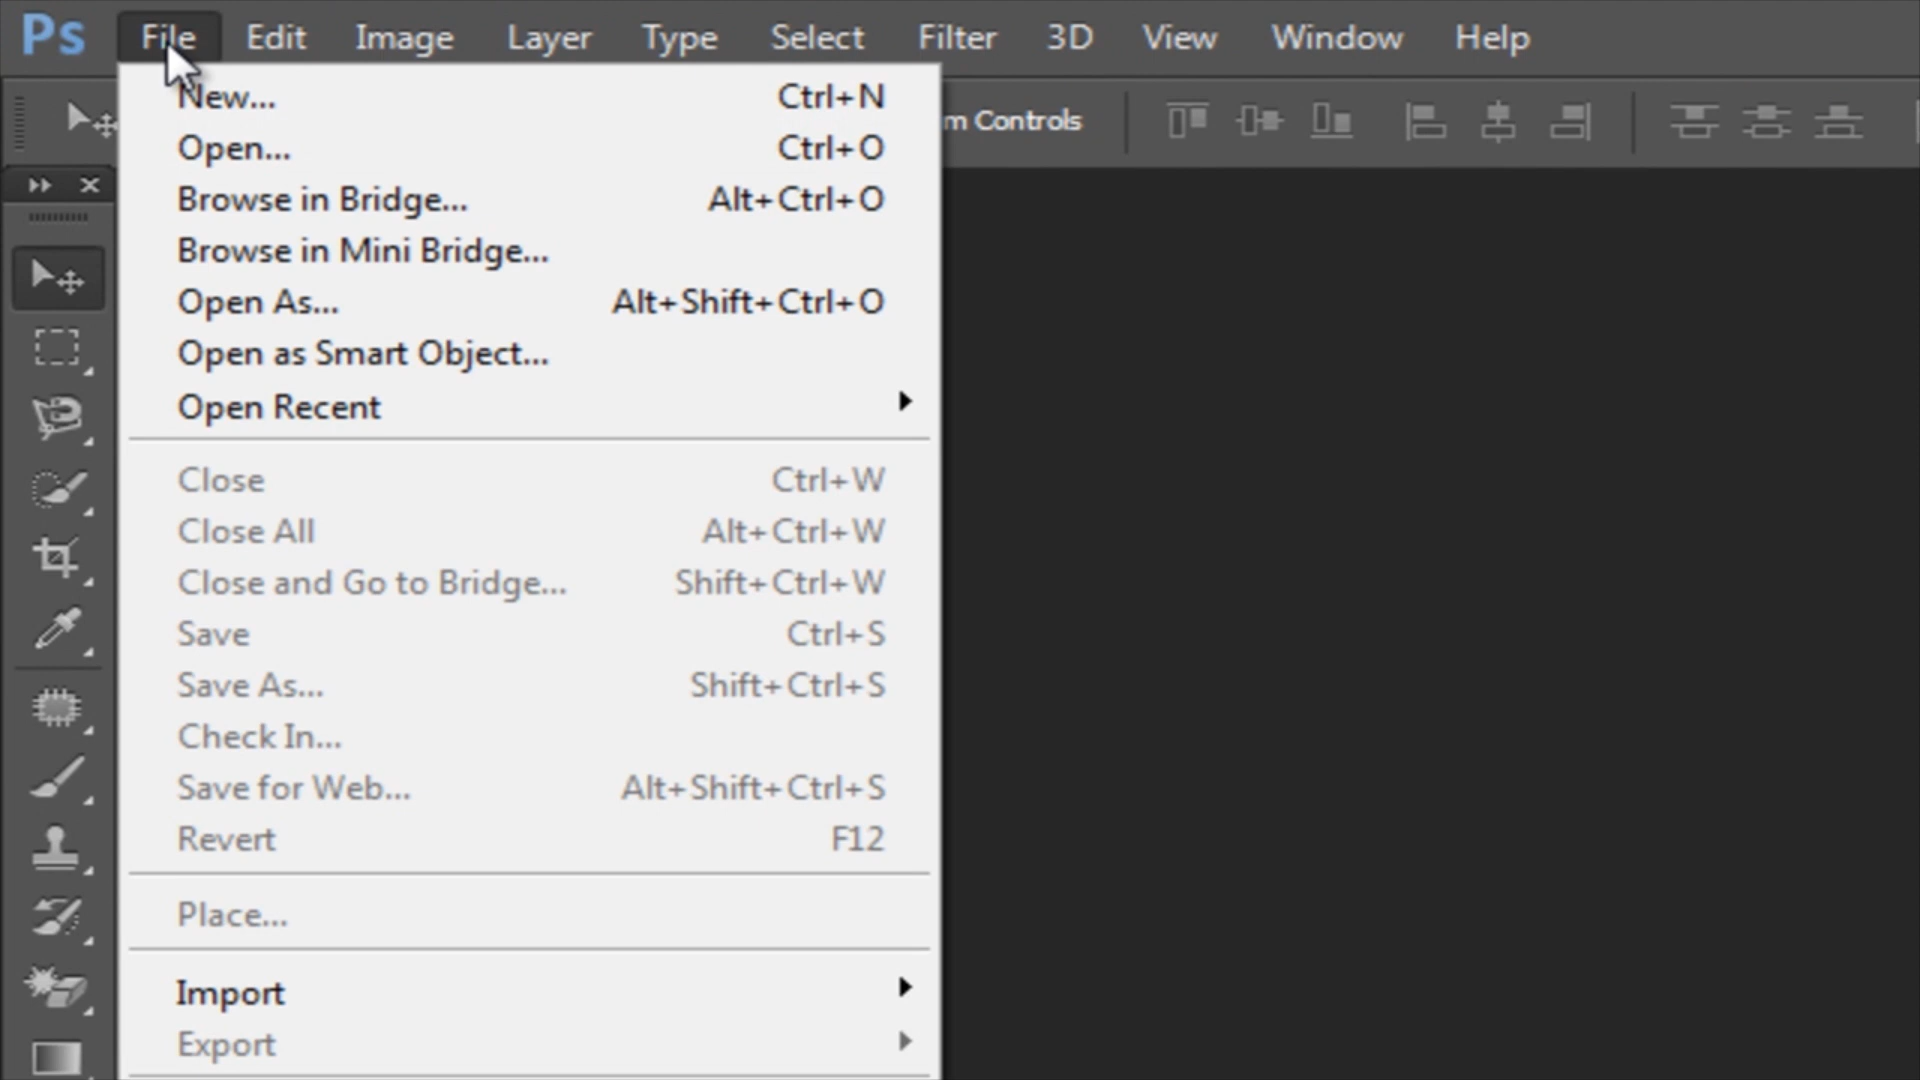 Ps File Edit Image Layer Type Select Filter 3D View Window Help
New... Ctrl+N
m Controls
Open... Ctrl+O
Browse in Bridge... Alt+Ctrl+O
Browse in Mini Bridge...
Open As... Alt+Shift+Ctrl+O
Open as Smart Object...
Open Recent
Close Ctrl+W
Close All Alt+Ctrl+W
Close and Go to Bridge... Shift+Ctrl+W
Save Ctrl+S
Save As... Shift+Ctrl+S
Check In...
Save for Web... Alt+Shift+Ctrl+S
Revert F12
Place...
Import
Export